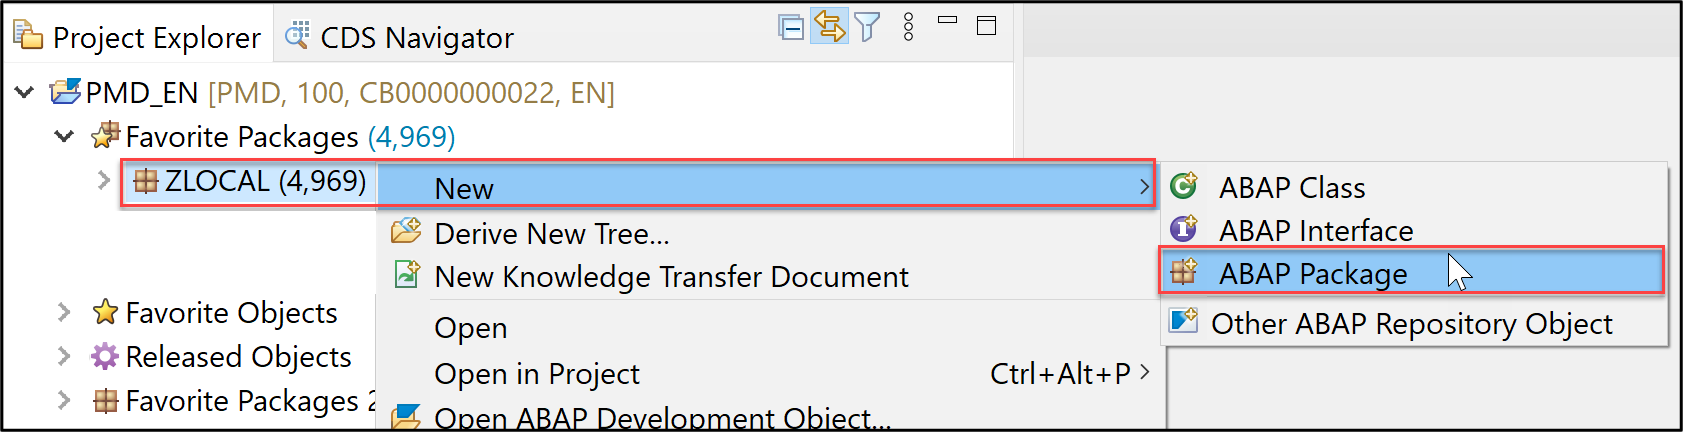 Project Explorer CDS Navigator
PMD_EN [PMD, 100, CB0000000022, EN]
Favorite Packages (4,969)
ZLOCAL (4,969)
Favorite Objects
Released Objects
Favorite Packages 2
New
Derive New Tree...
New Knowledge Transfer Document
Open
Open in Project Ctrl+Alt+P
Open ABAP Development Object...
ABAP Class
ABAP Interface
ABAP Package
Other ABAP Repository Object